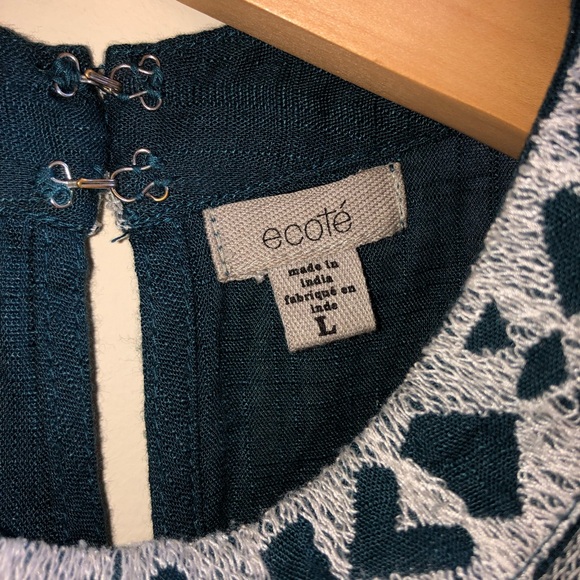 ecoté
made in
india
fabriqué en
inde
L